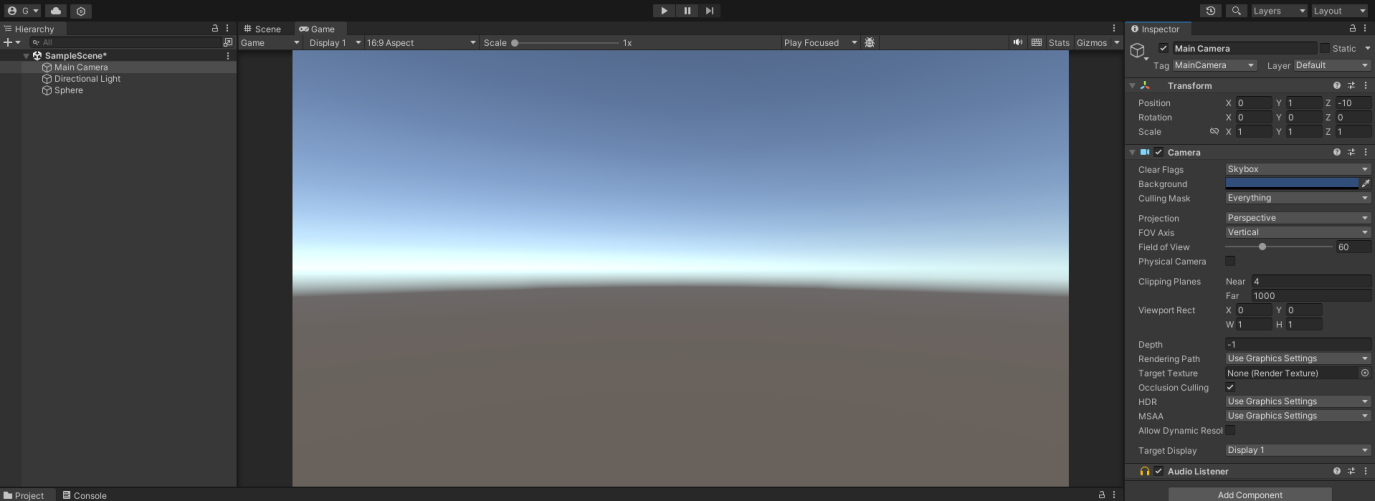 G
Layers Layout
Hierarchy
Scene Game
Inspector
All
Game Display 1 16:9 Aspect Scale 1x Play Focused Stats Gizmos
SampleScene*
Main Camera
Directional Light
Sphere
Main Camera Static
Tag MainCamera Layer Default
Transform
Position X 0 Y 1 Z -10
Rotation X 0 Y 0 Z 0
Scale X 1 Y 1 Z 1
Camera
Clear Flags Skybox
Background
Culling Mask Everything
Projection Perspective
FOV Axis Vertical
Field of View 60
Physical Camera
Clipping Planes Near 4
Far 1000
Viewport Rect X 0 Y 0
W 1 H 1
Depth -1
Rendering Path Use Graphics Settings
Target Texture None (Render Texture)
Occlusion Culling
HDR Use Graphics Settings
MSAA Use Graphics Settings
Allow Dynamic Resol
Target Display Display 1
Audio Listener
Add Component
Project Console